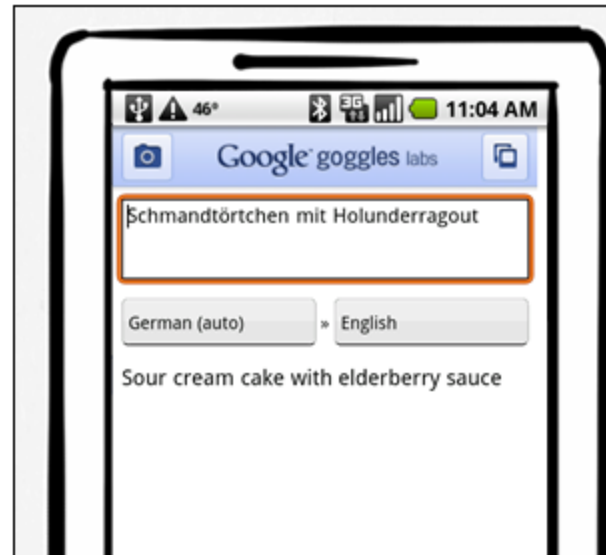 46°
3G
11:04 AM
Google goggles labs
Schmandtörtchen mit Holunderragout
German (auto) » English
Sour cream cake with elderberry sauce